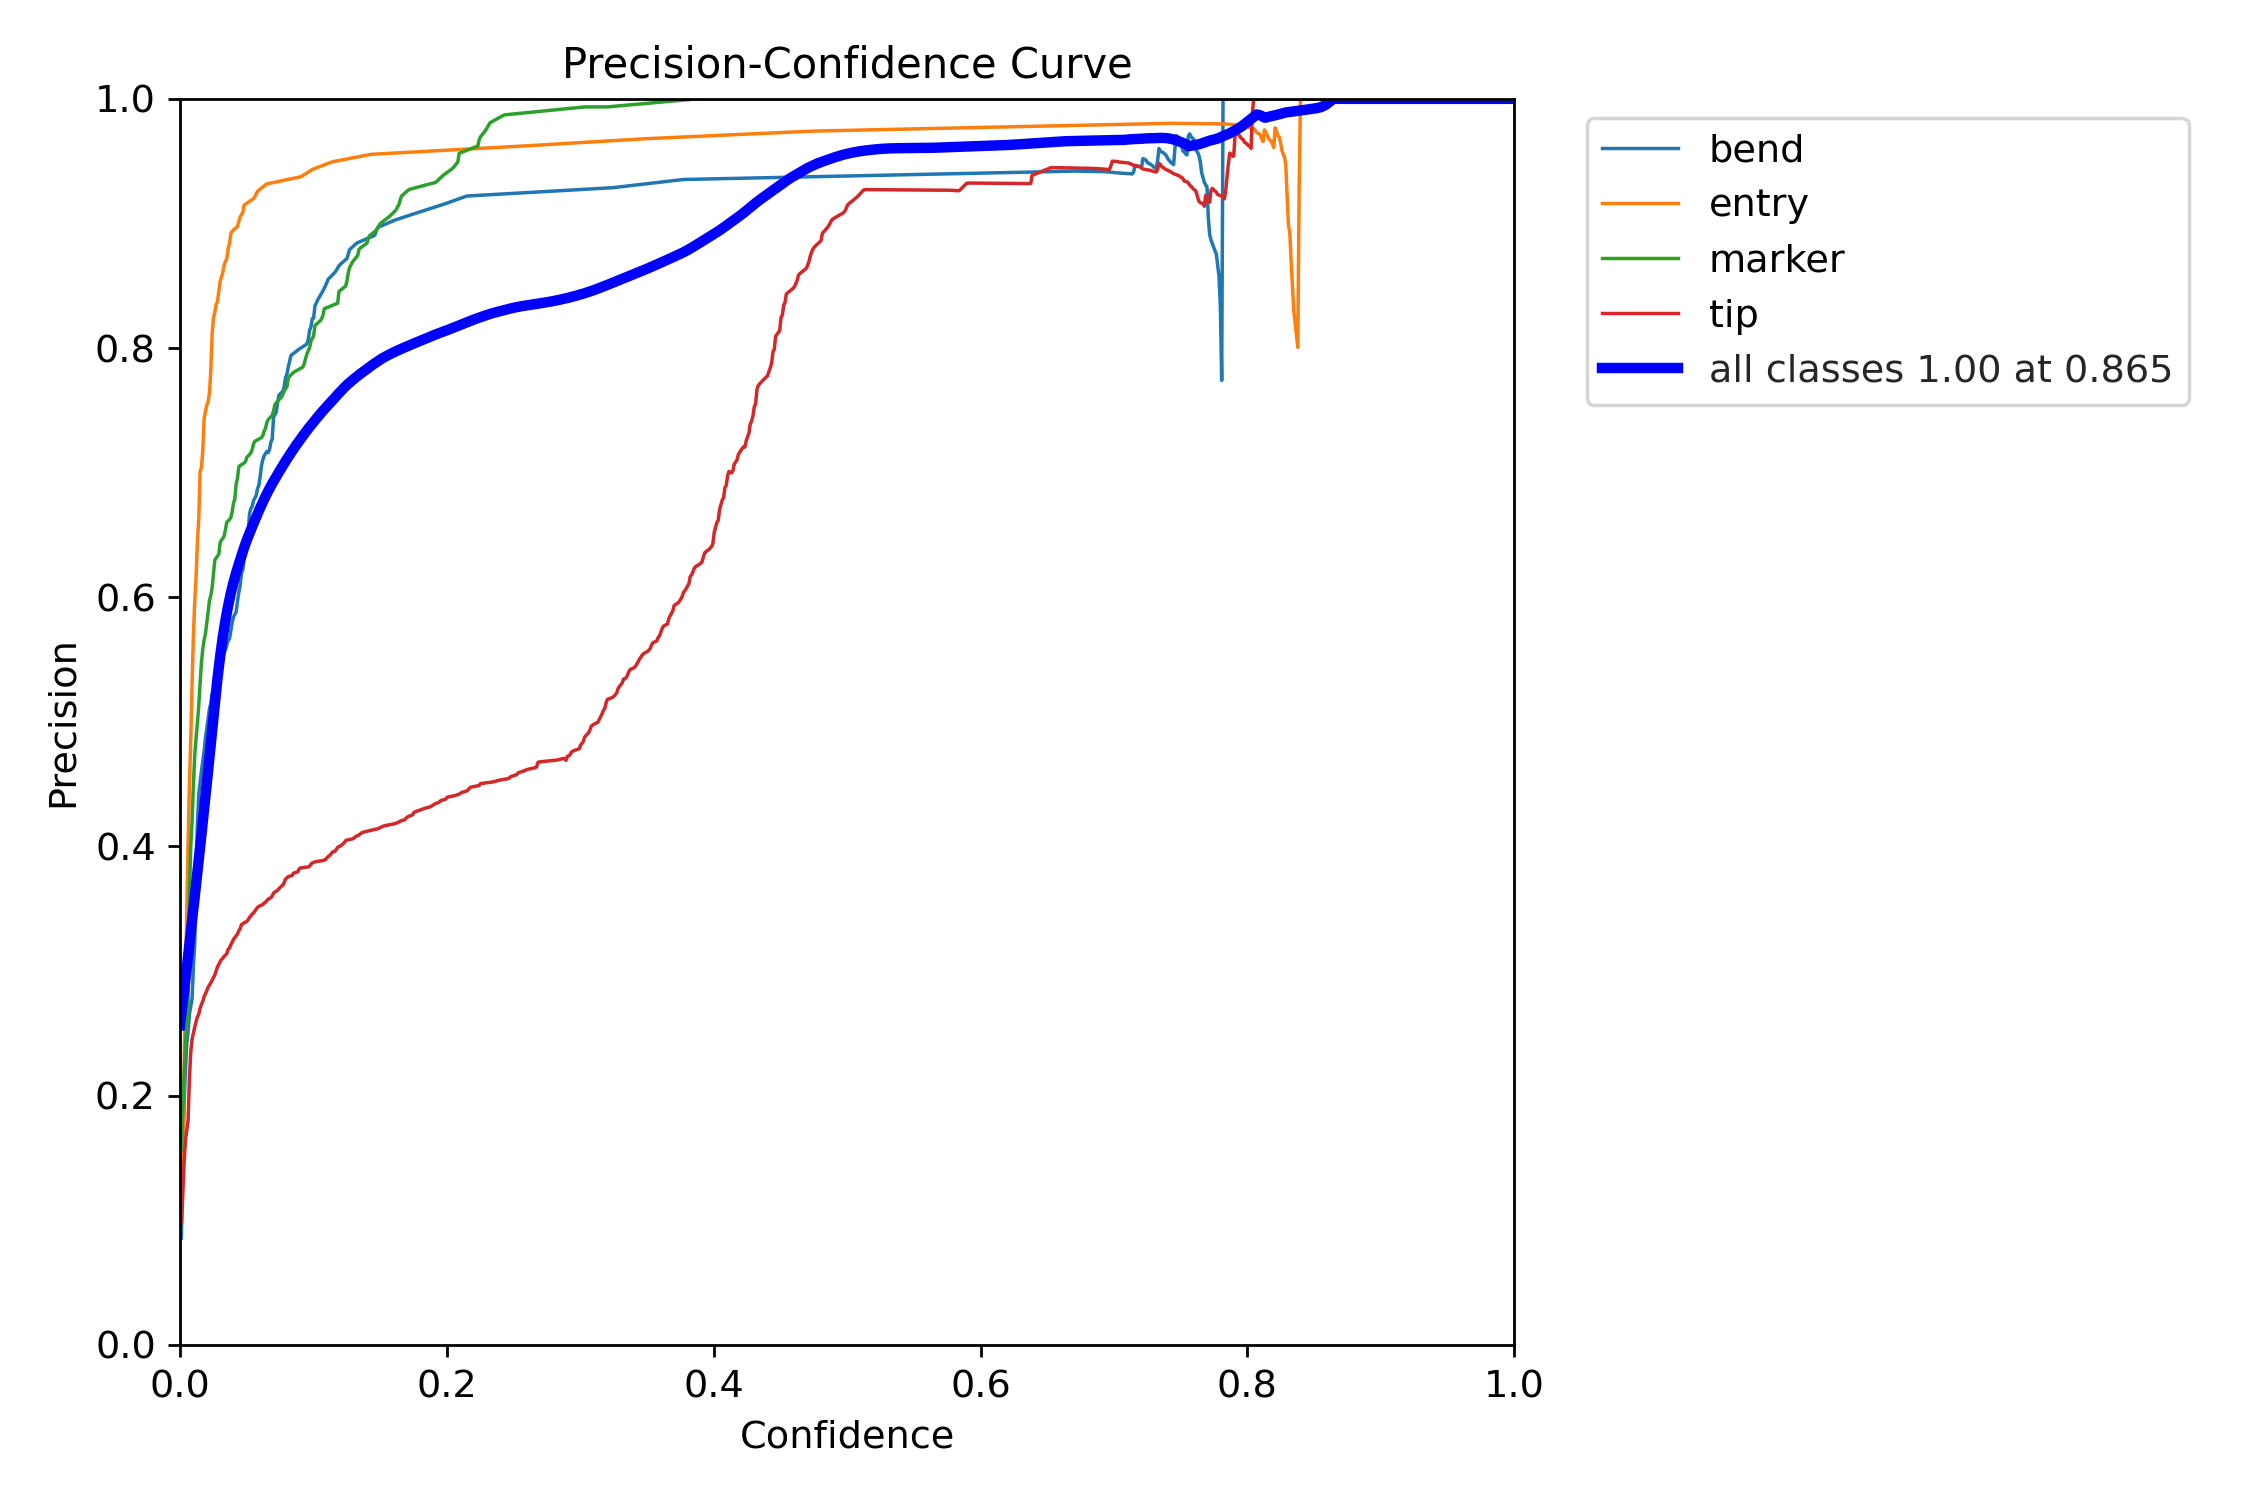 Precision-Confidence Curve
1.0
0.8
0.6
0.4
0.2
0.0
Precision
0.0 0.2 0.4 0.6 0.8 1.0
Confidence
bend
entry
marker
tip
all classes 1.00 at 0.865